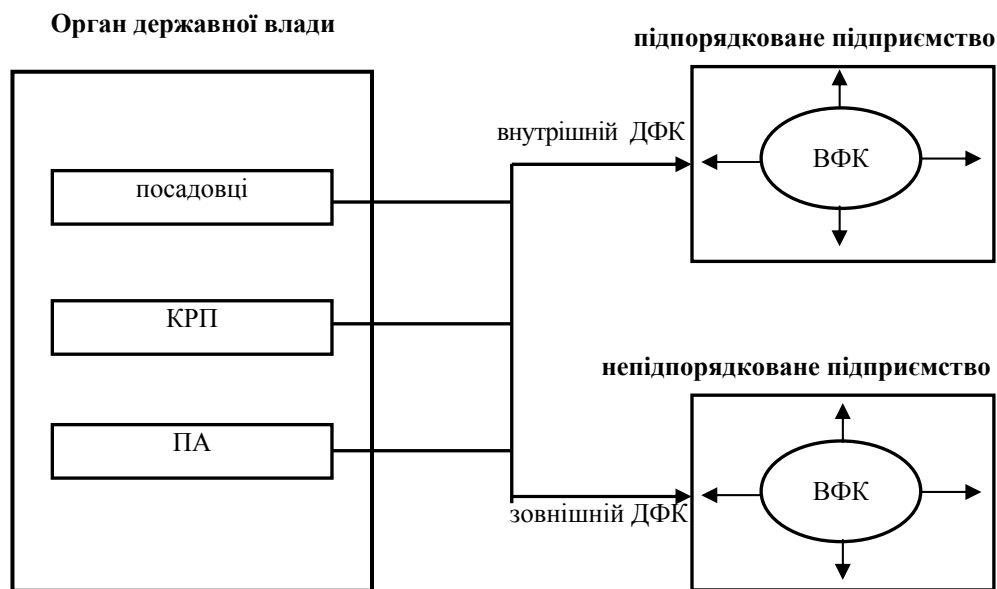 Орган державної влади
підпорядковане підприємство
внутрішній ДФК
ВФК
посадовці
КРП
непідпорядковане підприємство
ПА
ВФК
зовнішній ДФК